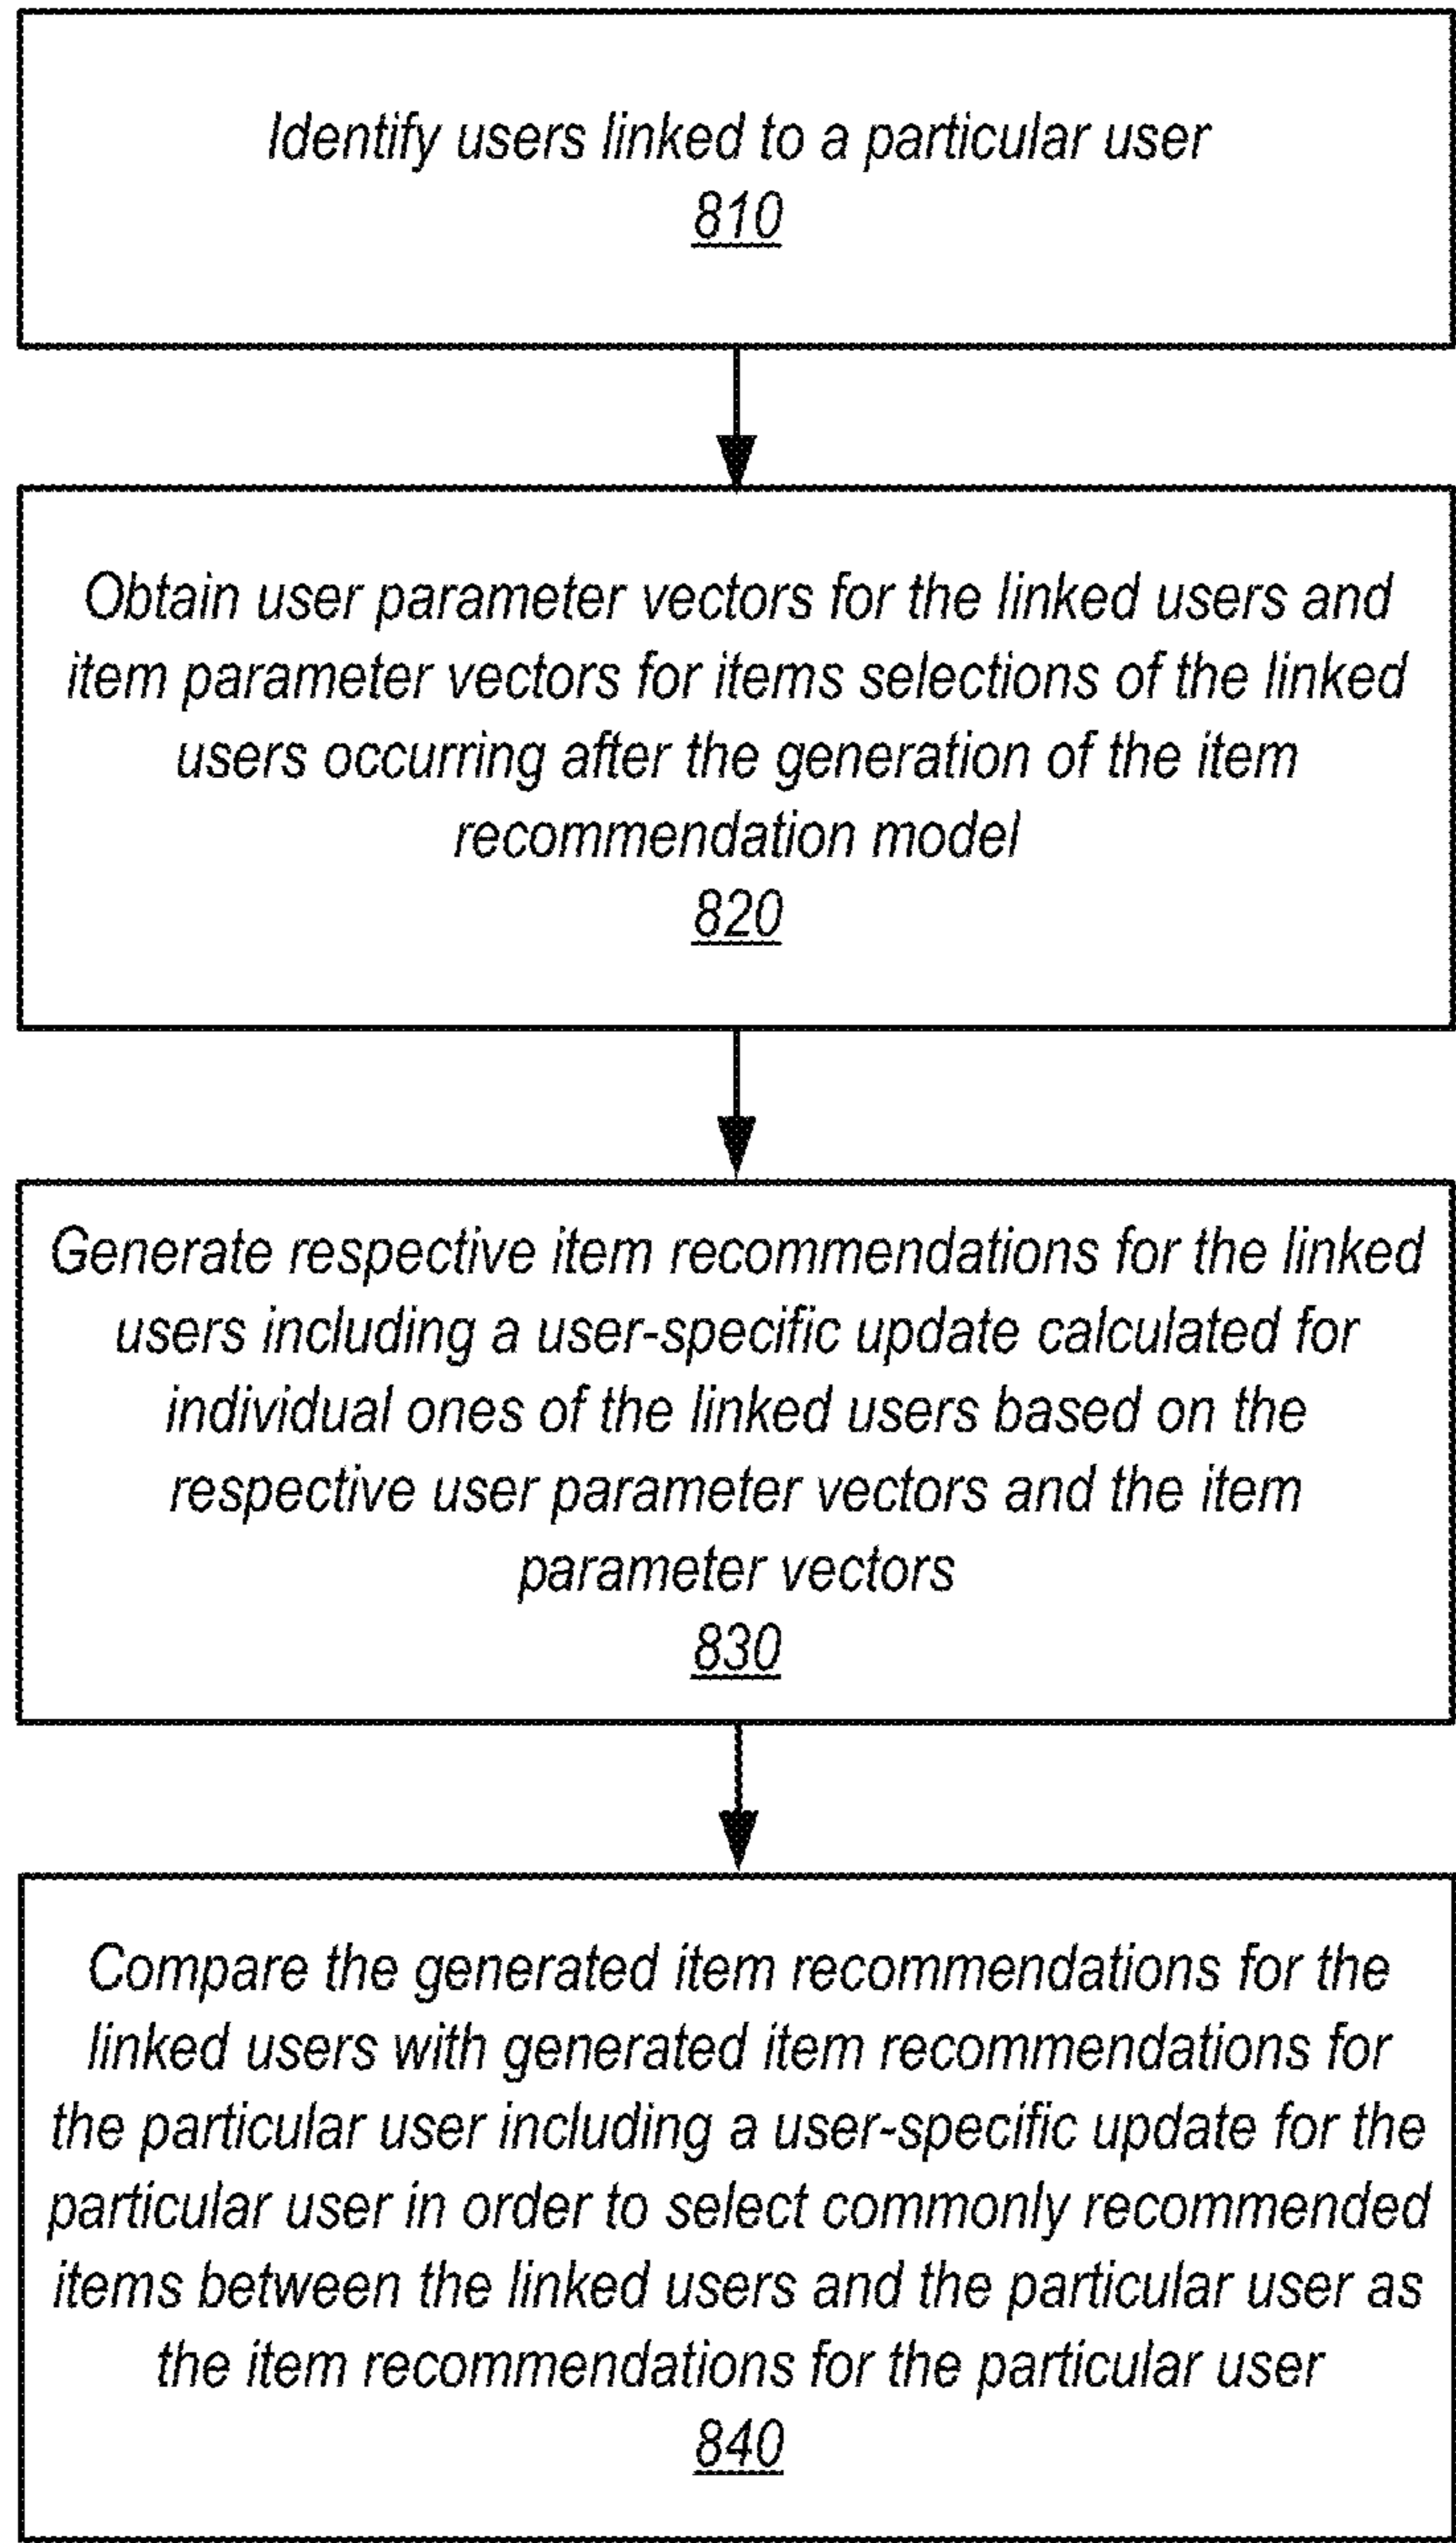 Identify users linked to a particular user
810
Obtain user parameter vectors for the linked users and
item parameter vectors for items selections of the linked
users occurring after the generation of the item
recommendation model
820
Generate respective item recommendations for the linked
users including a user-specific update calculated for
individual ones of the linked users based on the
respective user parameter vectors and the item
parameter vectors
830
Compare the generated item recommendations for the
linked users with generated item recommendations for
the particular user including a user-specific update for the
particular user in order to select commonly recommended
items between the linked users and the particular user as
the item recommendations for the particular user
840